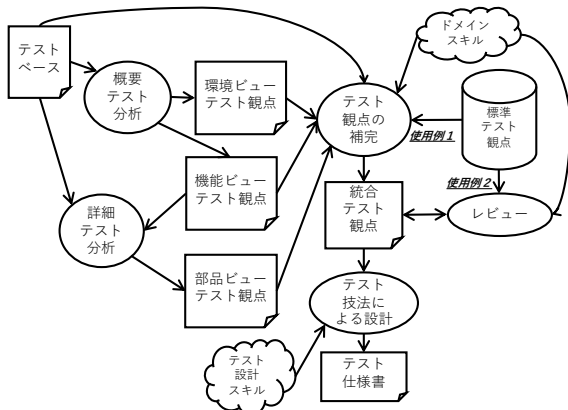 テスト
ベース
概要
テスト
分析
環境ビュー
テスト観点
機能ビュー
テスト観点
詳細
テスト
分析
部品ビュー
テスト観点
テスト
観点の
補完
ドメイン
スキル
標準
テスト
観点
使用例１
使用例２
レビュー
統合
テスト
観点
テスト
技法に
よる設計
テスト
設計
スキル
テスト
仕様書